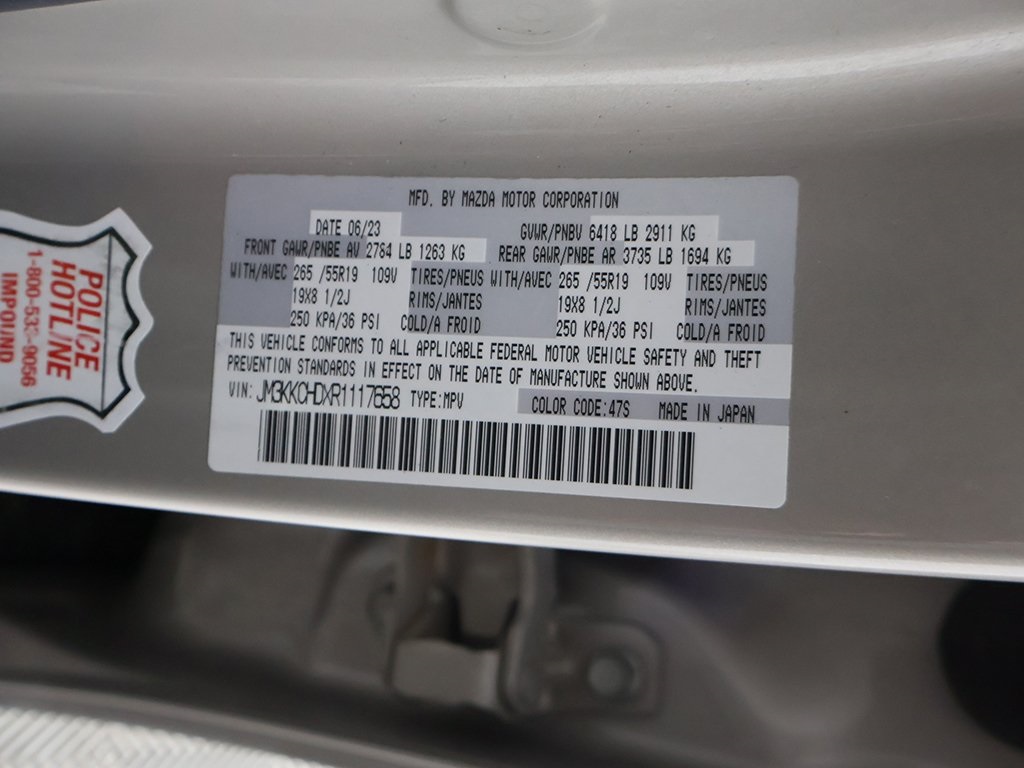 MFD. BY MAZDA MOTOR CORPORATION
DATE 06/23 GVWR/PNBV 6418 LB 2911 KG
FRONT GAWR/PNBE AV 2784 LB 1263 KG REAR GAWR/PNBE AR 3735 LB 1694 KG
WITH/AVEC 265 /55R19 109V TIRES/PNEUS WITH/AVEC 265 /55R19 109V TIRES/PNEUS
19X8 1/2J RIMS/JANTES 19X8 1/2J RIMS/JANTES
250 KPA/36 PSI COLD/A FROID 250 KPA/36 PSI COLD/A FROID
THIS VEHICLE CONFORMS TO ALL APPLICABLE FEDERAL MOTOR VEHICLE SAFETY AND THEFT
PREVENTION STANDARDS IN EFFECT ON THE DATE OF MANUFACTURE SHOWN ABOVE.
VIN: JM3KKCHDXR1117658 TYPE:MPV COLOR CODE:47S MADE IN JAPAN
POLICE
HOTLINE
IMPOUND